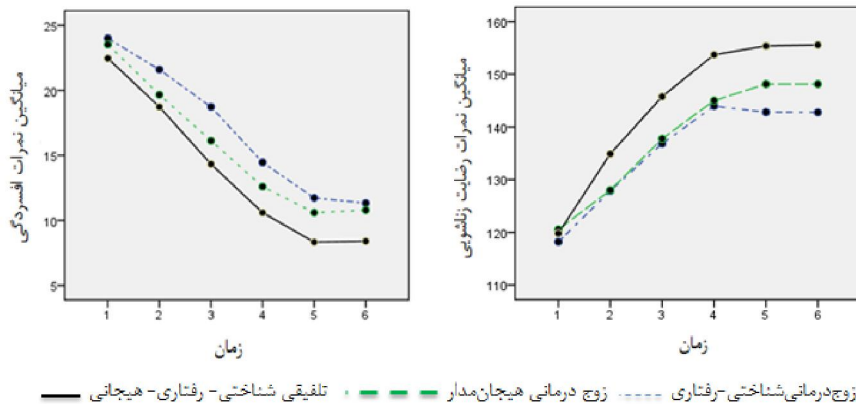 میانگین نمرات افسردگی
25
20
15
10
5
1 2 3 4 5 6
زمان
میانگین نمرات رضایت زناشویی
160
150
140
130
120
110
1 2 3 4 5 6
زمان
زوج‌درمانی‌شناختی-رفتاری زوج درمانی هیجان‌مدار تلفیقی شناختی- رفتاری- هیجانی